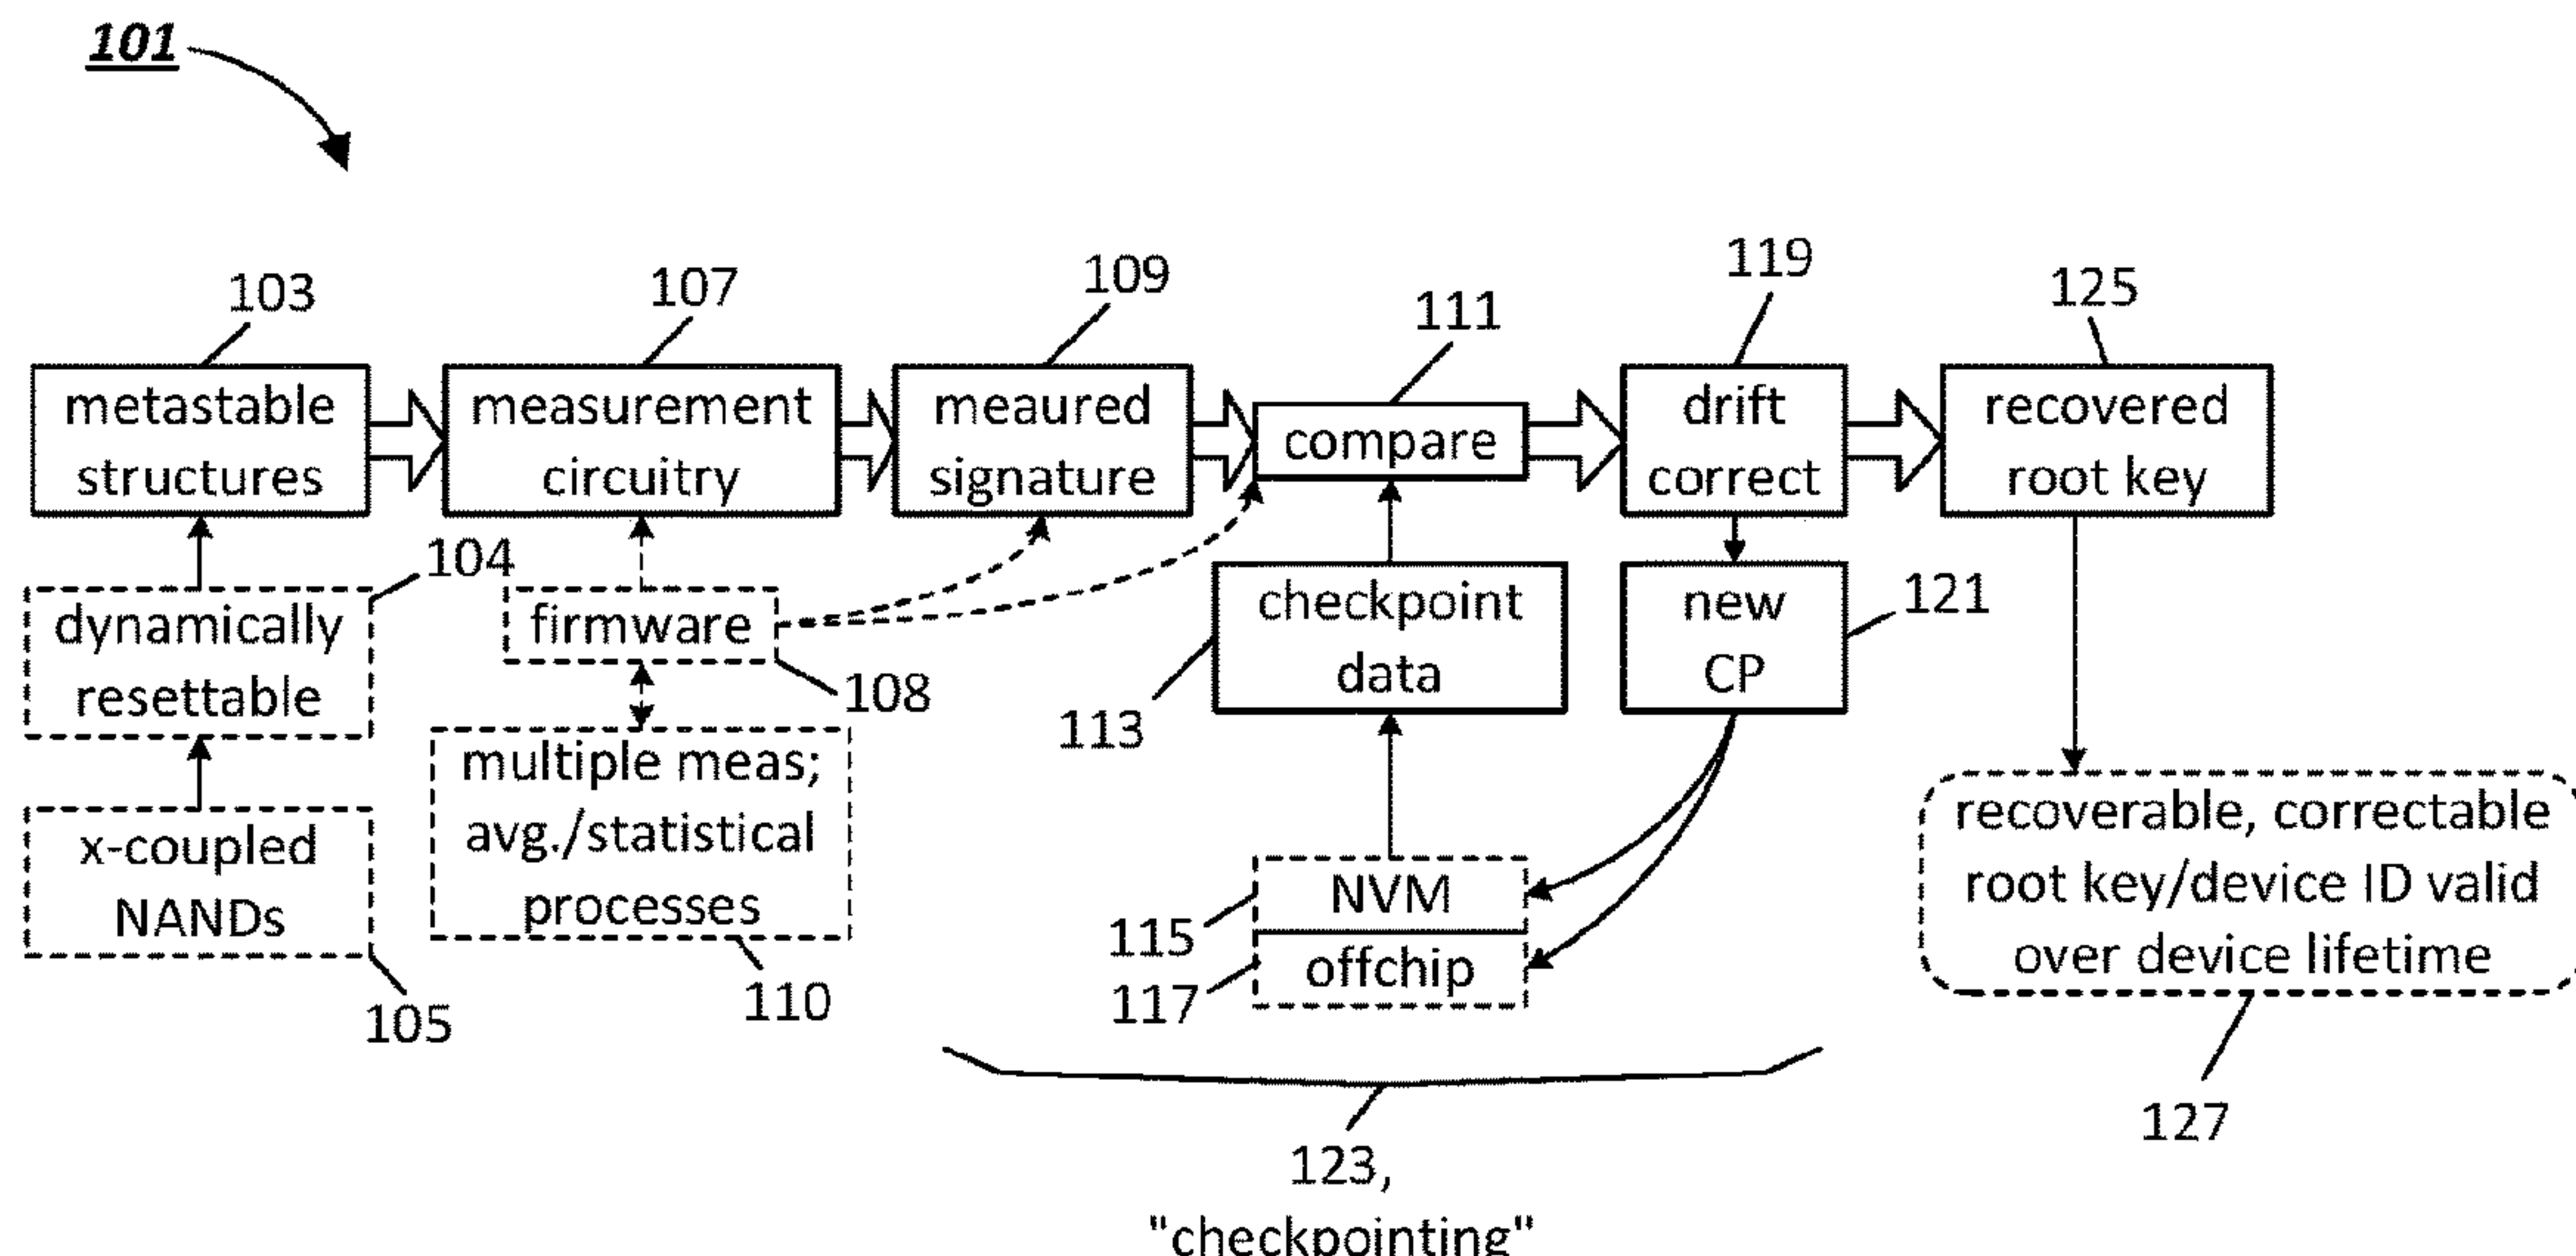 101
103
107
109
111
119
125
metastable
structures
measurement
circuitry
meaured
signature
compare
drift
correct
recovered
root key
104
dynamically
resettable
firmware
108
checkpoint
data
113
new
CP
121
x-coupled
NANDs
105
multiple meas;
avg./statistical
processes
110
NVM
offchip
115
117
recoverable, correctable
root key/device ID valid
over device lifetime
127
123,
"checkpointing"